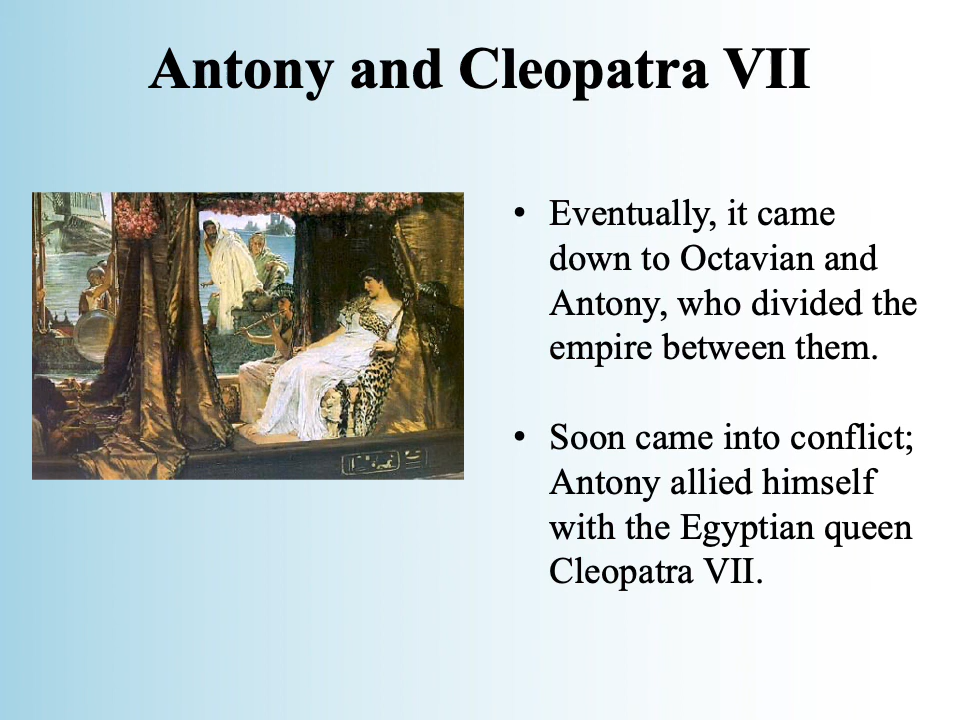 Antony and Cleopatra VII
• Eventually, it came
down to Octavian and
Antony, who divided the
empire between them.
• Soon came into conflict;
Antony allied himself
with the Egyptian queen
Cleopatra VII.